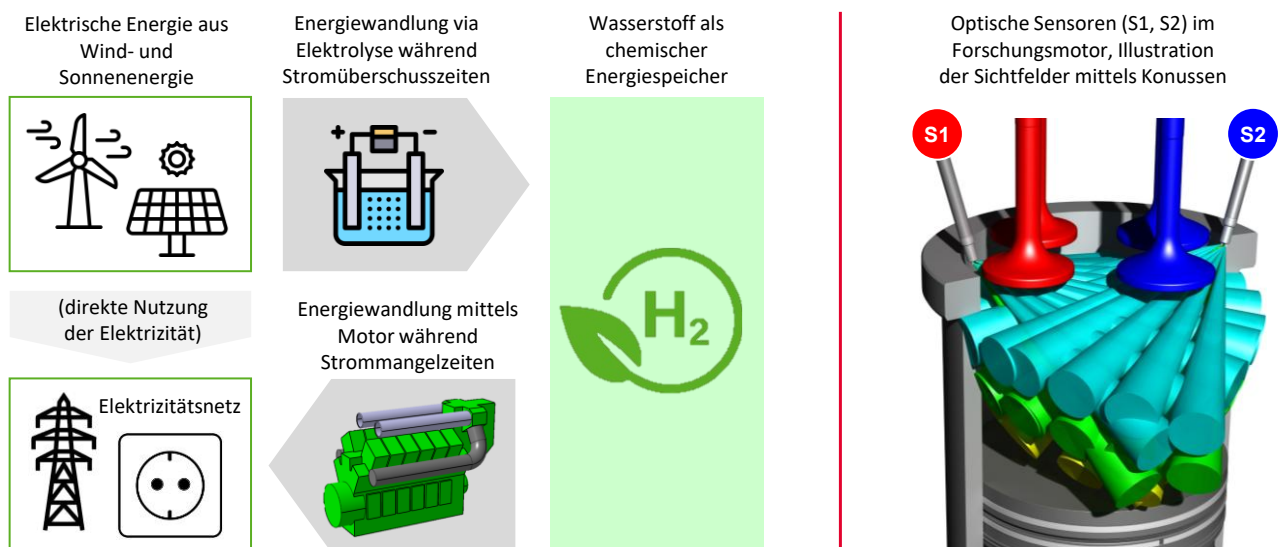 Elektrische Energie aus
Wind- und
Sonnenenergie
Energiewandlung via
Elektrolyse während
Stromüberschusszeiten
Wasserstoff als
chemischer
Energiespeicher
Optische Sensoren (S1, S2) im
Forschungsmotor, Illustration
der Sichtfelder mittels Konussen
+ −
S1
S2
(direkte Nutzung
der Elektrizität)
Energiewandlung mittels
Motor während
Strommangelzeiten
H2
Elektrizitätsnetz